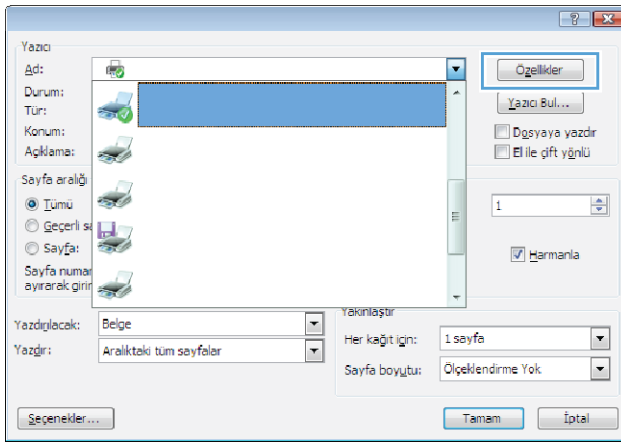 Yazıcı
Ad:
Özellikler
Durum:
Tür:
Yazıcı Bul...
Konum:
Dosyaya yazdır
Açıklama:
El ile çift yönlü
Sayfa aralığı
Tümü
1
Geçerli
Sayfa:
Harmanla
Sayfa
ayırarak
Yakınlaştır
Yazdırılacak:
Belge
Her kağıt için:
1 sayfa
Yazdır:
Aralıktaki tüm sayfalar
Sayfa boyutu:
Ölçeklendirme Yok
Seçenekler...
Tamam
İptal